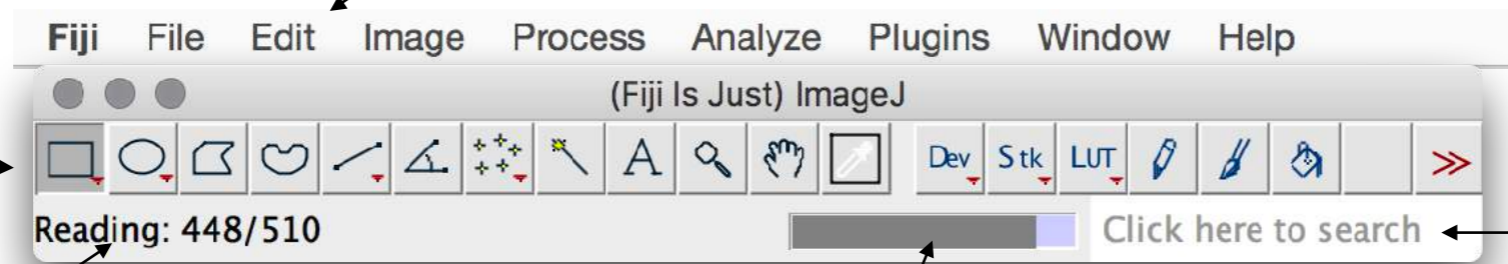 Fiji File Edit Image Process Analyze Plugins Window Help
(Fiji Is Just) ImageJ
A Dev Stk LUT >>
Reading: 448/510 Click here to search